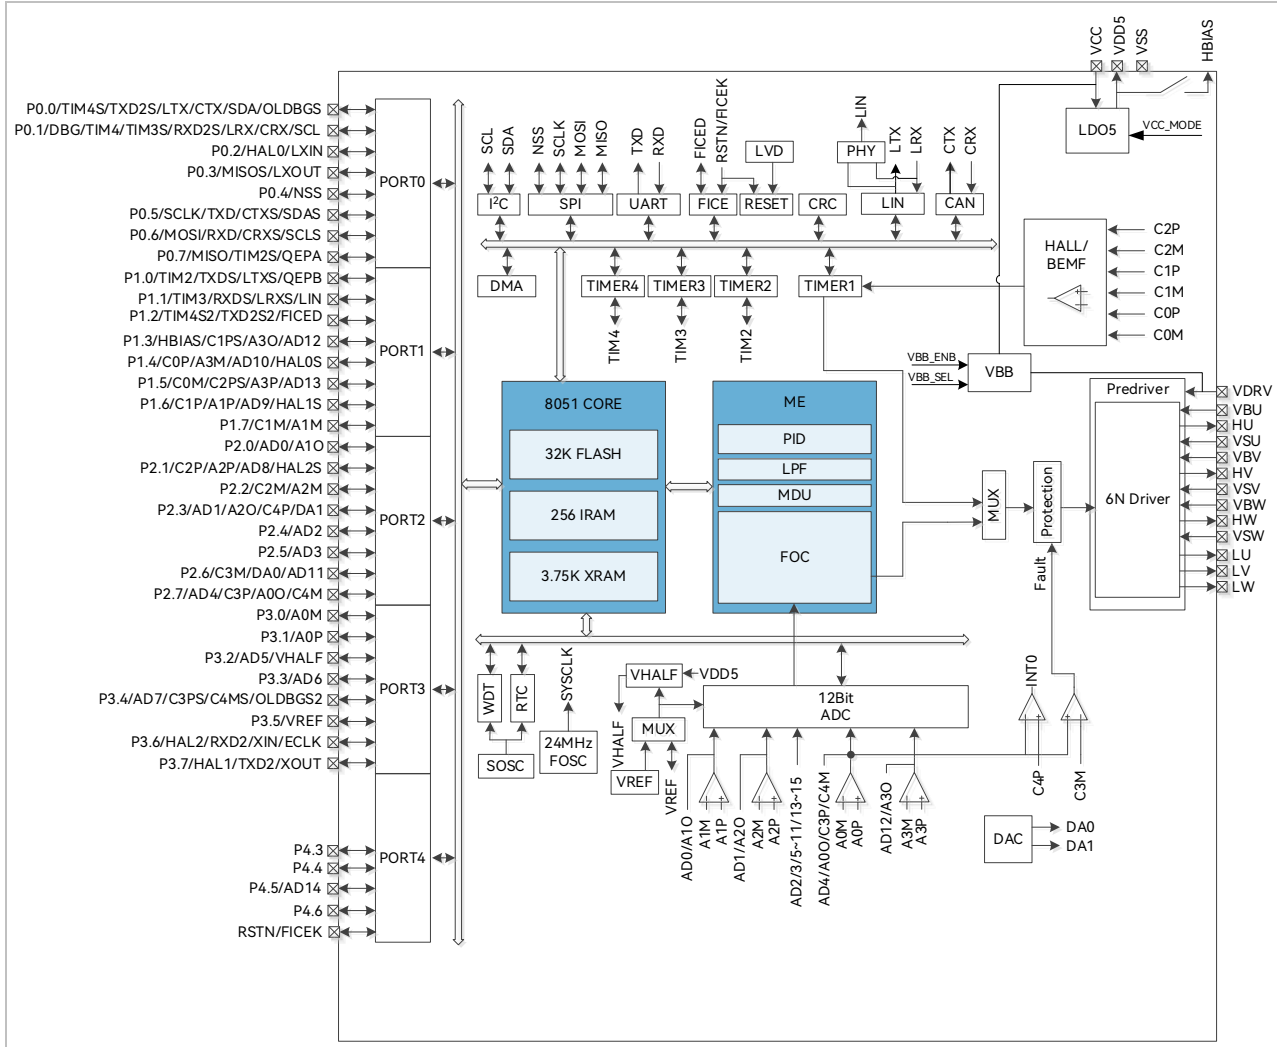 VCC
VDD5
VSS
HBIAS
P0.0/TIM4S/TXD2S/LTX/CTX/SDA/OLDBGS
P0.1/DBG/TIM4/TIM3S/RXD2S/LRX/CRX/SCL
P0.2/HAL0/LXIN
P0.3/MISOS/LXOUT
P0.4/NSS
P0.5/SCLK/TXD/CTXS/SDAS
P0.6/MOSI/RXD/CRXS/SCLS
P0.7/MISO/TIM2S/QEPA
P1.0/TIM2/TXDS/LTXS/QEPB
P1.1/TIM3/RXDS/LRXS/LIN
P1.2/TIM4S2/TXD2S2/FICED
P1.3/HBIAS/C1PS/A3O/AD12
P1.4/C0P/A3M/AD10/HAL0S
P1.5/C0M/C2PS/A3P/AD13
P1.6/C1P/A1P/AD9/HAL1S
P1.7/C1M/A1M
P2.0/AD0/A1O
P2.1/C2P/A2P/AD8/HAL2S
P2.2/C2M/A2M
P2.3/AD1/A2O/C4P/DA1
P2.4/AD2
P2.5/AD3
P2.6/C3M/DA0/AD11
P2.7/AD4/C3P/A0O/C4M
P3.0/A0M
P3.1/A0P
P3.2/AD5/VHALF
P3.3/AD6
P3.4/AD7/C3PS/C4MS/OLDBGS2
P3.5/VREF
P3.6/HAL2/RXD2/XIN/ECLK
P3.7/HAL1/TXD2/XOUT
P4.3
P4.4
P4.5/AD14
P4.6
RSTN/FICEK
PORT0
PORT1
PORT2
PORT3
PORT4
SCL
SDA
NSS
SCLK
MOSI
MISO
TXD
RXD
FICED
RSTN/FICEK
LVD
LIN
PHY
LTX
LRX
CTX
CRX
I²C
SPI
UART
FICE
RESET
CRC
LIN
CAN
DMA
TIMER4
TIMER3
TIMER2
TIMER1
TIM4
TIM3
TIM2
LDO5
VCC_MODE
HALL/
BEMF
C2P
C2M
C1P
C1M
C0P
C0M
VBB_ENB
VBB_SEL
VBB
8051 CORE
32K FLASH
256 IRAM
3.75K XRAM
ME
PID
LPF
MDU
FOC
MUX
Protection
Fault
Predriver
6N Driver
VDRV
VBU
HU
VSU
VBV
HV
VSV
VBW
HW
VSW
LU
LV
LW
WDT
RTC
SOSC
SYSCLK
24MHz
FOSC
VHALF
VDD5
VHALF
MUX
VREF
VREF
12Bit
ADC
AD0/A1O
A1M
A1P
AD1/A2O
A2M
A2P
AD2/3/5~11/13~15
AD4/A0O/C3P/C4M
A0M
A0P
AD12/A3O
A3M
A3P
INT0
C4P
C3M
DAC
DA0
DA1